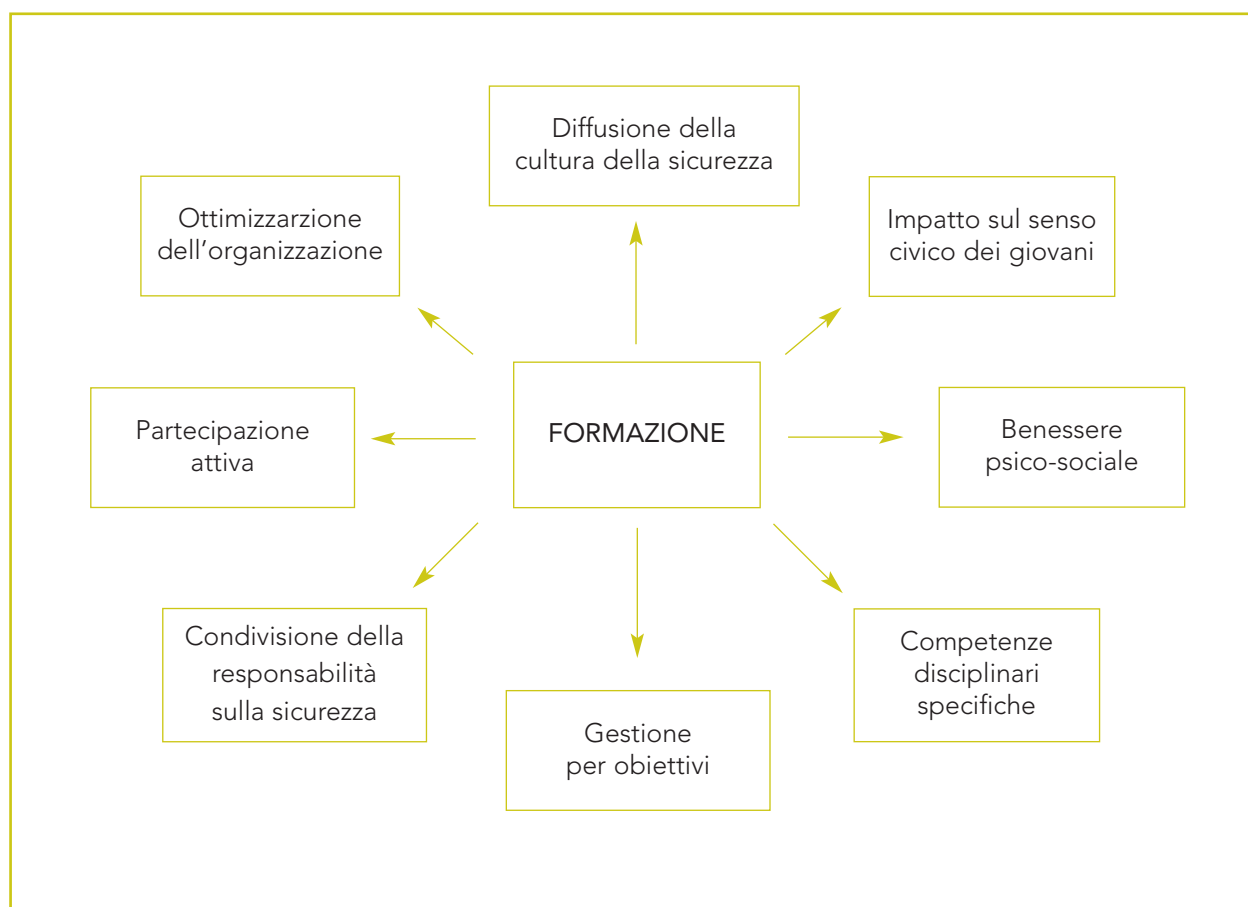 Diffusione della
cultura della sicurezza
Ottimizzarzione
dell’organizzazione
Impatto sul senso
civico dei giovani
Partecipazione
attiva
FORMAZIONE
Benessere
psico-sociale
Condivisione della
responsabilità
sulla sicurezza
Competenze
disciplinari
specifiche
Gestione
per obiettivi